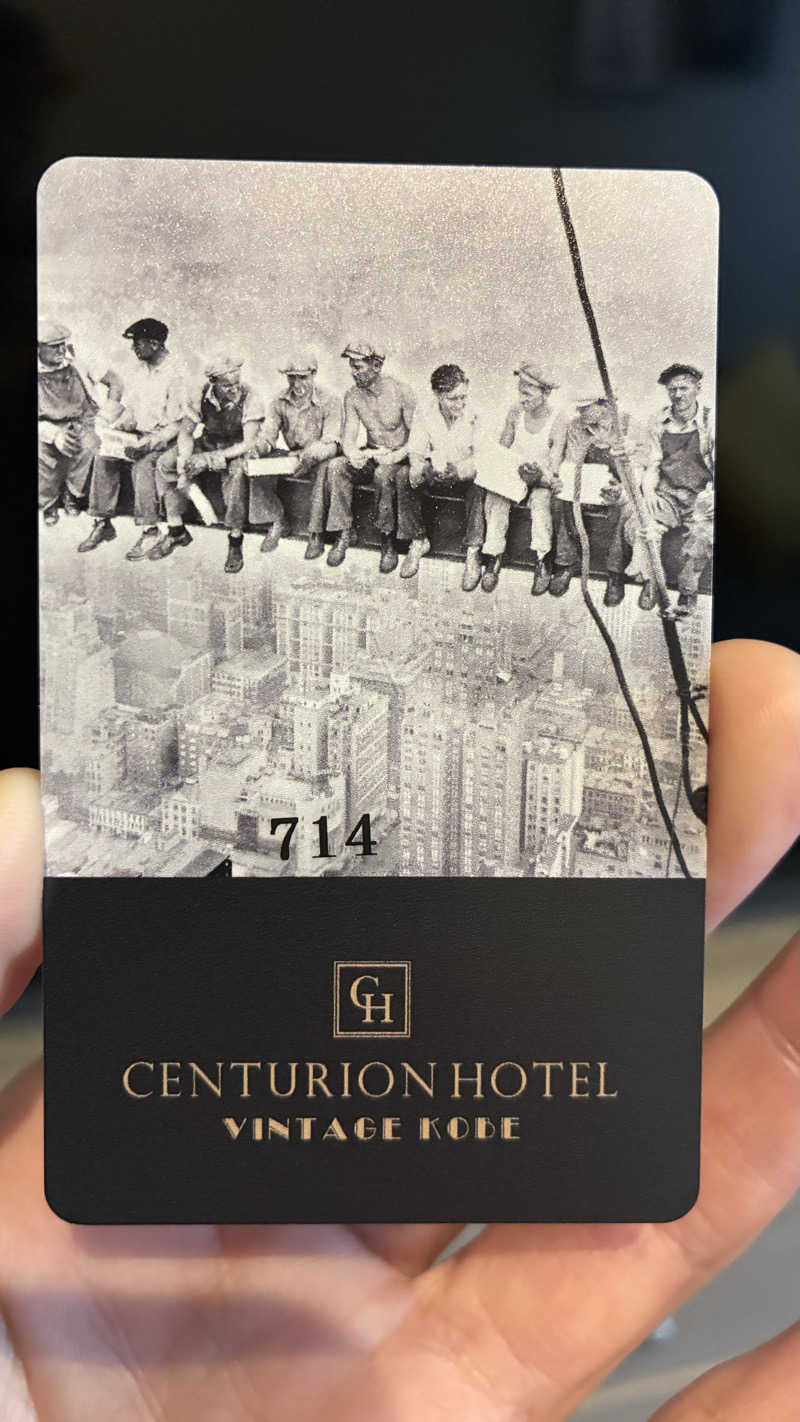 714
CH
CENTURION HOTEL
VINTAGE KOBE